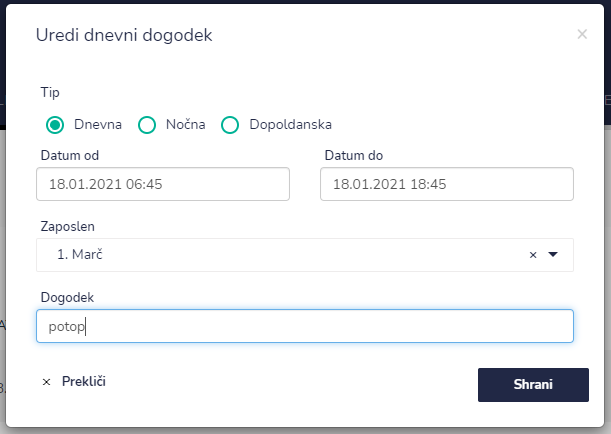 Uredi dnevni dogodek
×
Tip
Dnevna Nočna Dopoldanska
Datum od Datum do
18.01.2021 06:45 18.01.2021 18:45
Zaposlen
1. Marč ×
Dogodek
potop
× Prekliči Shrani